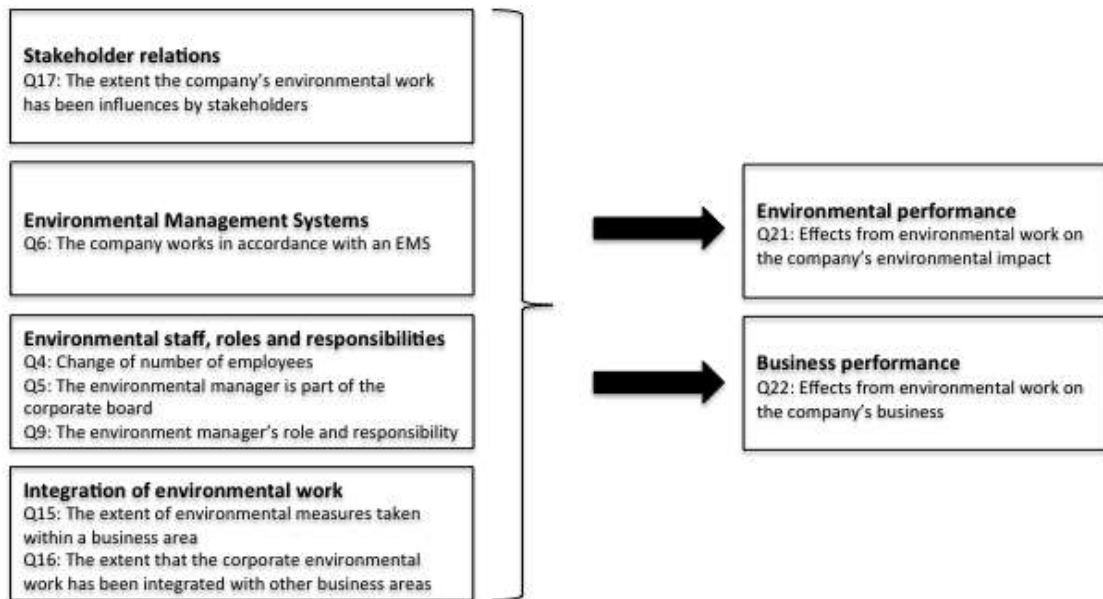 Stakeholder relations
Q17: The extent the company's environmental work
has been influences by stakeholders
Environmental Management Systems
Q6: The company works in accordance with an EMS
Environmental staff, roles and responsibilities
Q4: Change of number of employees
Q5: The environmental manager is part of the
corporate board
Q9: The environment manager's role and responsibility
Integration of environmental work
Q15: The extent of environmental measures taken
within a business area
Q16: The extent that the corporate environmental
work has been integrated with other business areas
Environmental performance
Q21: Effects from environmental work on
the company's environmental impact
Business performance
Q22: Effects from environmental work on
the company's business